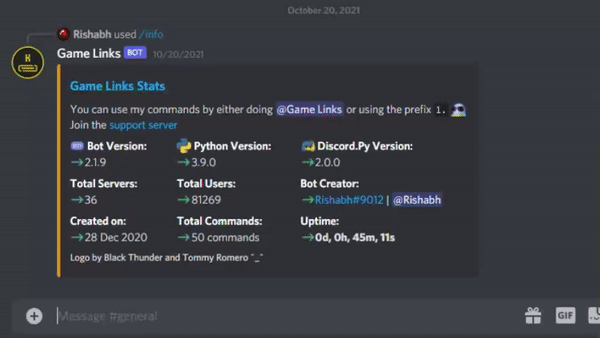 October 20, 2021
Rishabh used /info
Game Links BOT 10/20/2021
Game Links Stats
You can use my commands by either doing @Game Links or using the prefix 1.
Join the support server
Bot Version: Python Version: Discord.Py Version:
→2.1.9 →3.9.0 →2.0.0
Total Servers: Total Users: Bot Creator:
→36 →81269 →Rishabh#9012 | @Rishabh
Created on: Total Commands: Uptime:
→28 Dec 2020 →50 commands →0d, 0h, 45m, 11s
Logo by Black Thunder and Tommy Romero ~_~
Message #general GIF